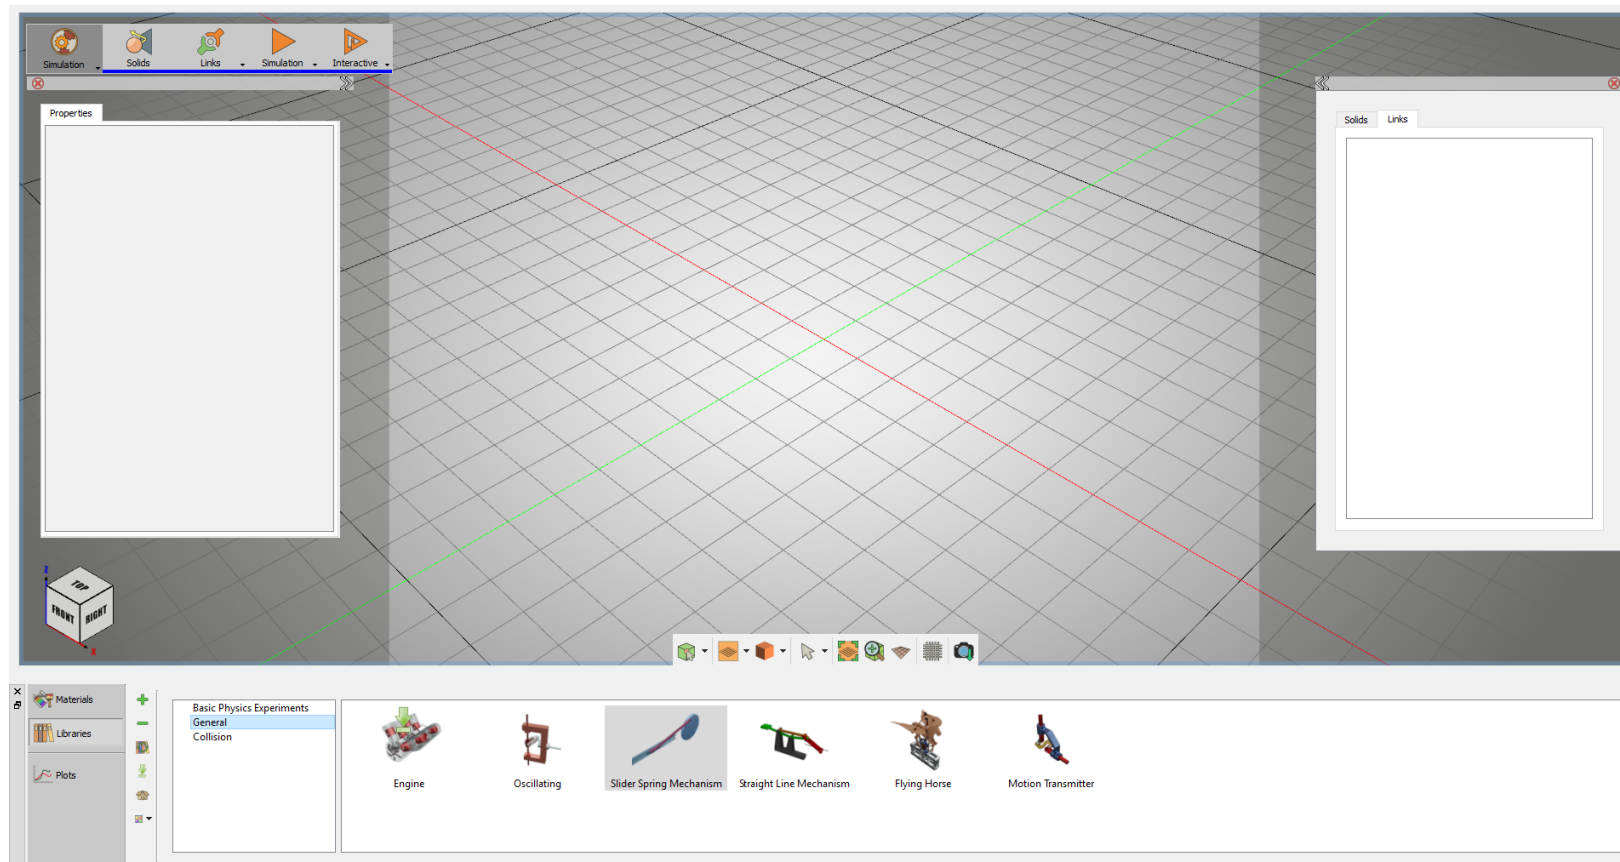 Simulation Solids Links Simulation Interactive
Properties
Solids Links
TOP
FRONT RIGHT
Z
X
Materials
Libraries
Plots
Basic Physics Experiments
General
Collision
Engine Oscillating Slider Spring Mechanism Straight Line Mechanism Flying Horse Motion Transmitter